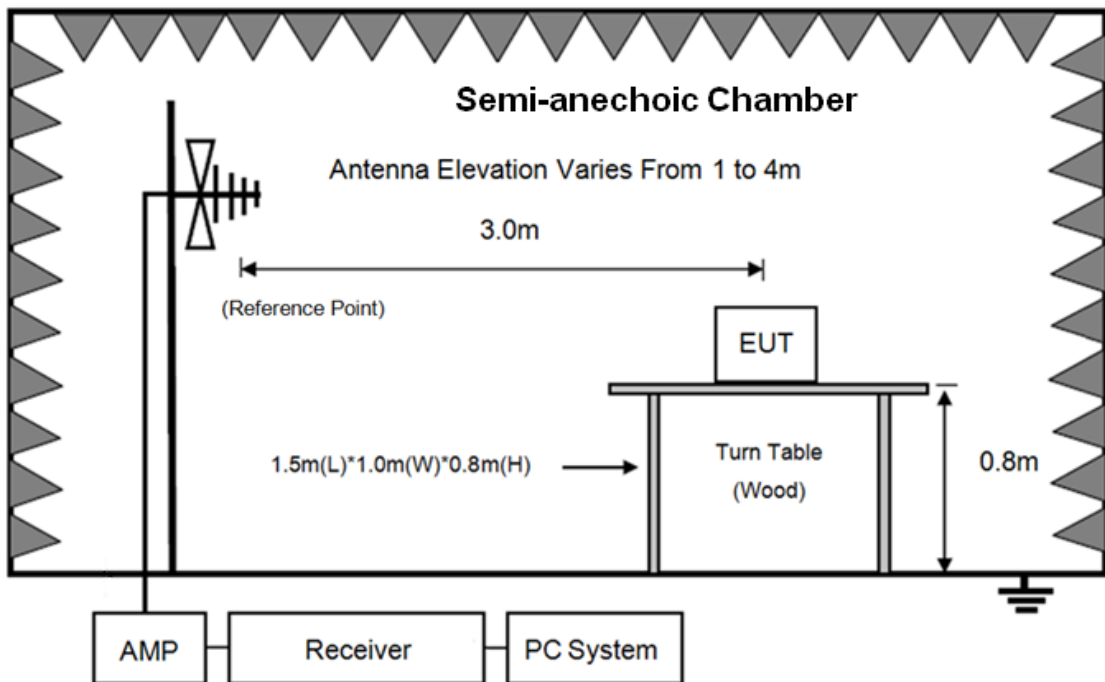 Semi-anechoic Chamber
Antenna Elevation Varies From 1 to 4m
3.0m
(Reference Point)
EUT
1.5m(L)*1.0m(W)*0.8m(H)
Turn Table
(Wood)
0.8m
AMP
Receiver
PC System